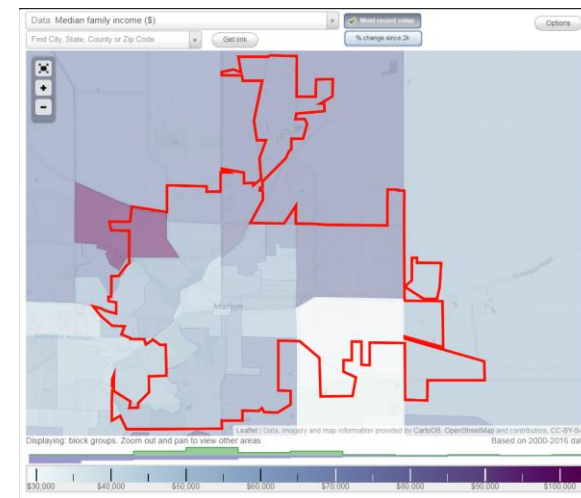 Data: Median family income ($)
Most recent value
Options
Find City, State, County or Zip Code
Get link
% change since 2k
+
−
Marion
Leaflet | Data, imagery and map information provided by CartoDB, OpenStreetMap and contributors, CC-BY-SA
Displaying: block groups. Zoom out and pan to view other areas
Based on 2000-2016 data
$30,000 $40,000 $50,000 $60,000 $70,000 $80,000 $90,000 $100,000